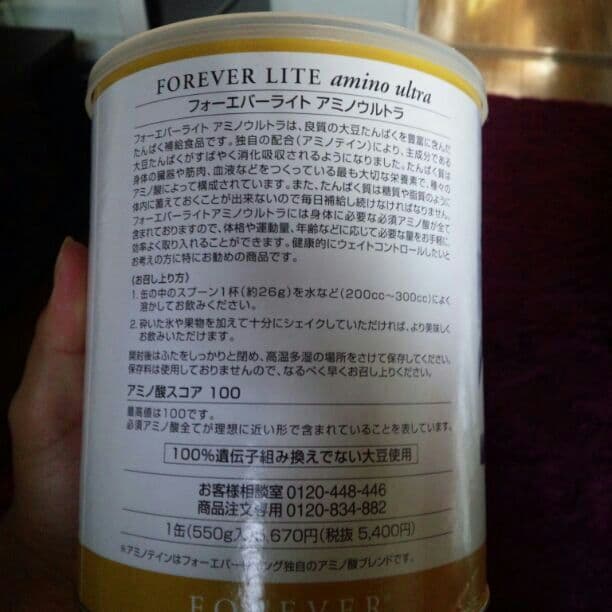 FOREVER LITE amino ultra
フォーエバーライト アミノウルトラ
フォーエバーライト アミノウルトラは、良質の大豆たんぱくを豊富に含んだ
たんぱく補給食品です。独自の配合(アミノテイン)により、主成分である
大豆たんぱくがすばやく消化吸収されるようになりました。たんぱく質は
身体の臓器や筋肉、血液などをつくっている最も大切な栄養素で、種々の
アミノ酸によって構成されています。また、たんぱく質は糖質や脂質のように
体内に蓄えておくことが出来ないので毎日補給し続けなければなりません。
フォーエバーライトアミノウルトラには身体に必要な必須アミノ酸が全て
含まれておりますので、体格や運動量、年齢などに応じて必要な量をお手軽に、
効率よく取り入れることができます。健康的にウェイトコントロールしたいと
お考えの方に特にお勧めの商品です。
〈お召し上り方〉
1. 缶の中のスプーン1杯(約26g)を水など(200cc〜300cc)によく
溶かしてお飲みください。
2. 砕いた氷や果物を加えて十分にシェイクしていただければ、より美味しく
お飲みいただけます。
開封後はふたをしっかりと閉め、高温多湿の場所をさけて保存してください。
保存料は使用しておりませんので、なるべく早くお召し上りください。
アミノ酸スコア 100
最高値は100です。
必須アミノ酸全てが理想に近い形で含まれていることを表しています。
100%遺伝子組み換えでない大豆使用
お客様相談室 0120-448-446
商品注文専用 0120-834-882
1缶(550g入)5,670円(税抜 5,400円)
※アミノテインはフォーエバーリビング独自のアミノ酸ブレンドです。
FOREVER